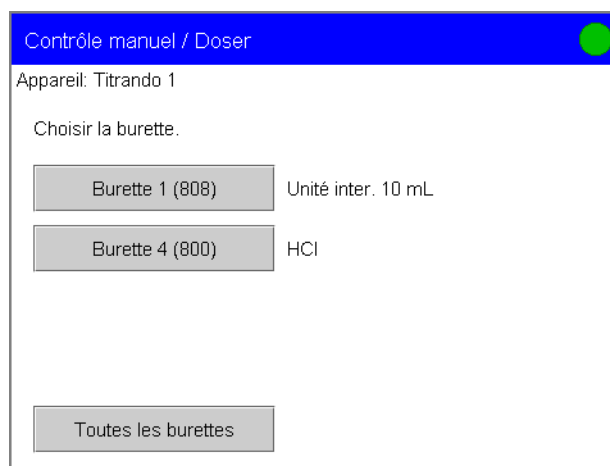 Contrôle manuel / Doser
Appareil: Titrando 1
Choisir la burette.
Burette 1 (808) Unité inter. 10 mL
Burette 4 (800) HCl
Toutes les burettes